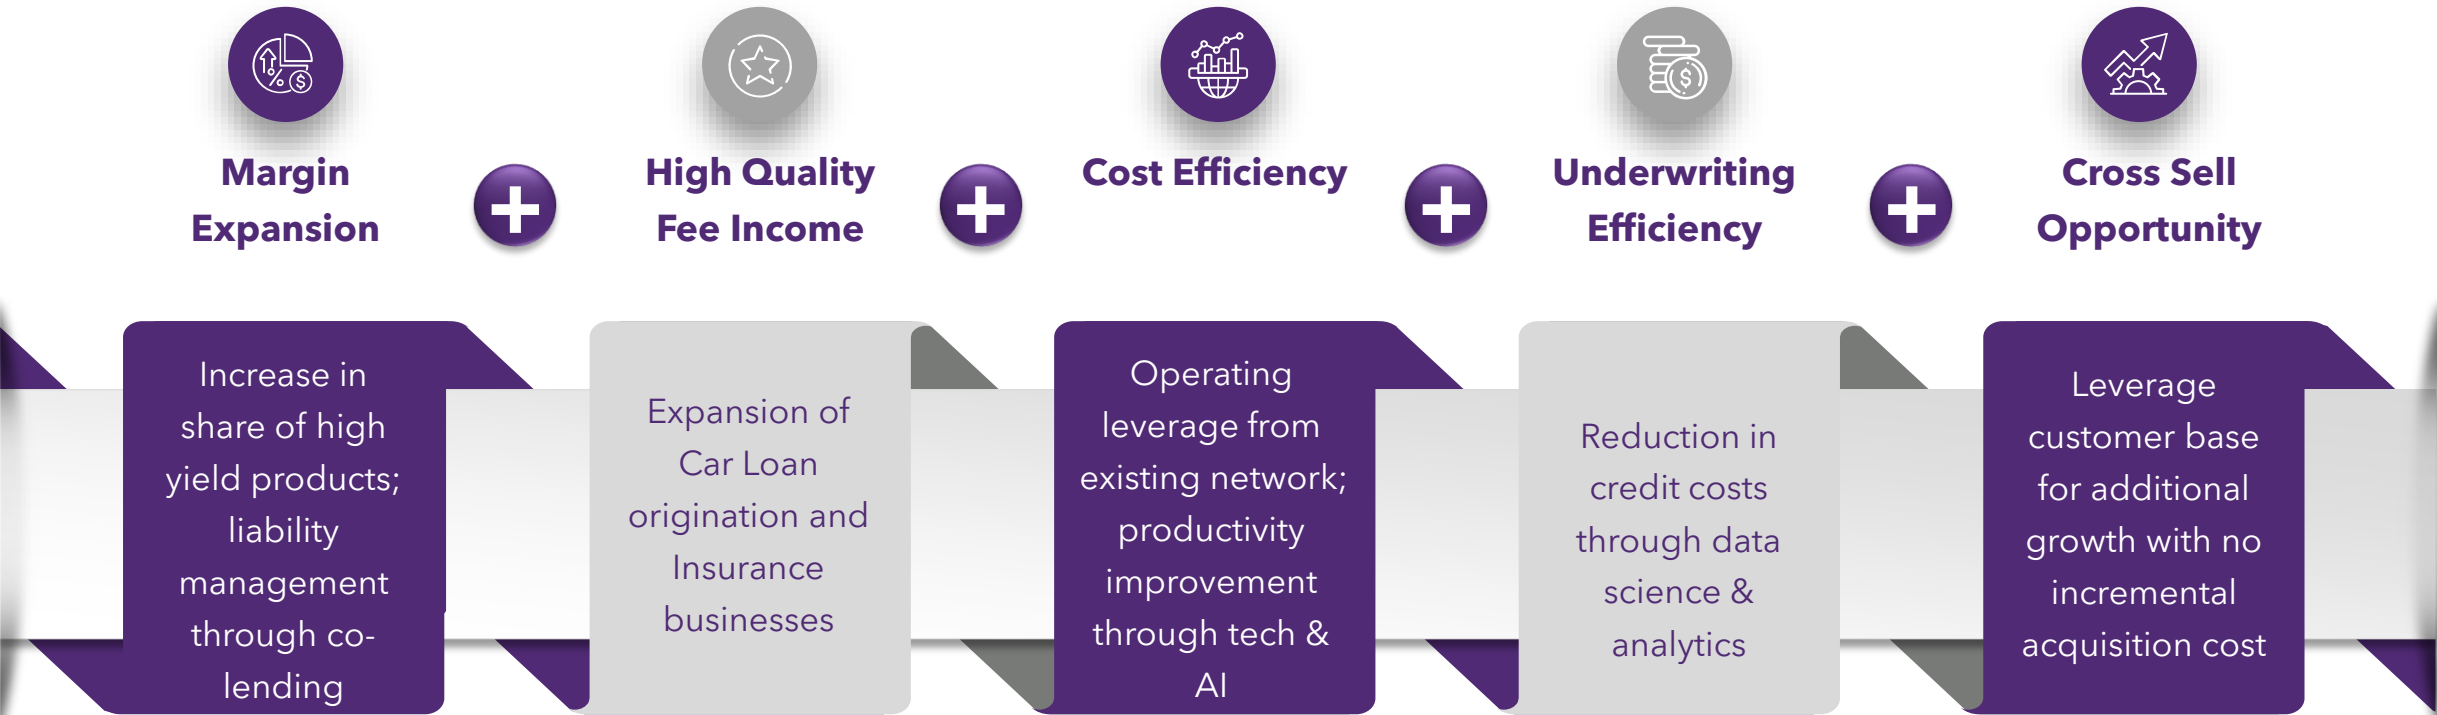 Margin
Expansion
High Quality
Fee Income
Cost Efficiency
Underwriting
Efficiency
Cross Sell
Opportunity
Increase in
share of high
yield products;
liability
management
through co-
lending
Expansion of
Car Loan
origination and
Insurance
businesses
Operating
leverage from
existing network;
productivity
improvement
through tech &
AI
Reduction in
credit costs
through data
science &
analytics
Leverage
customer base
for additional
growth with no
incremental
acquisition cost